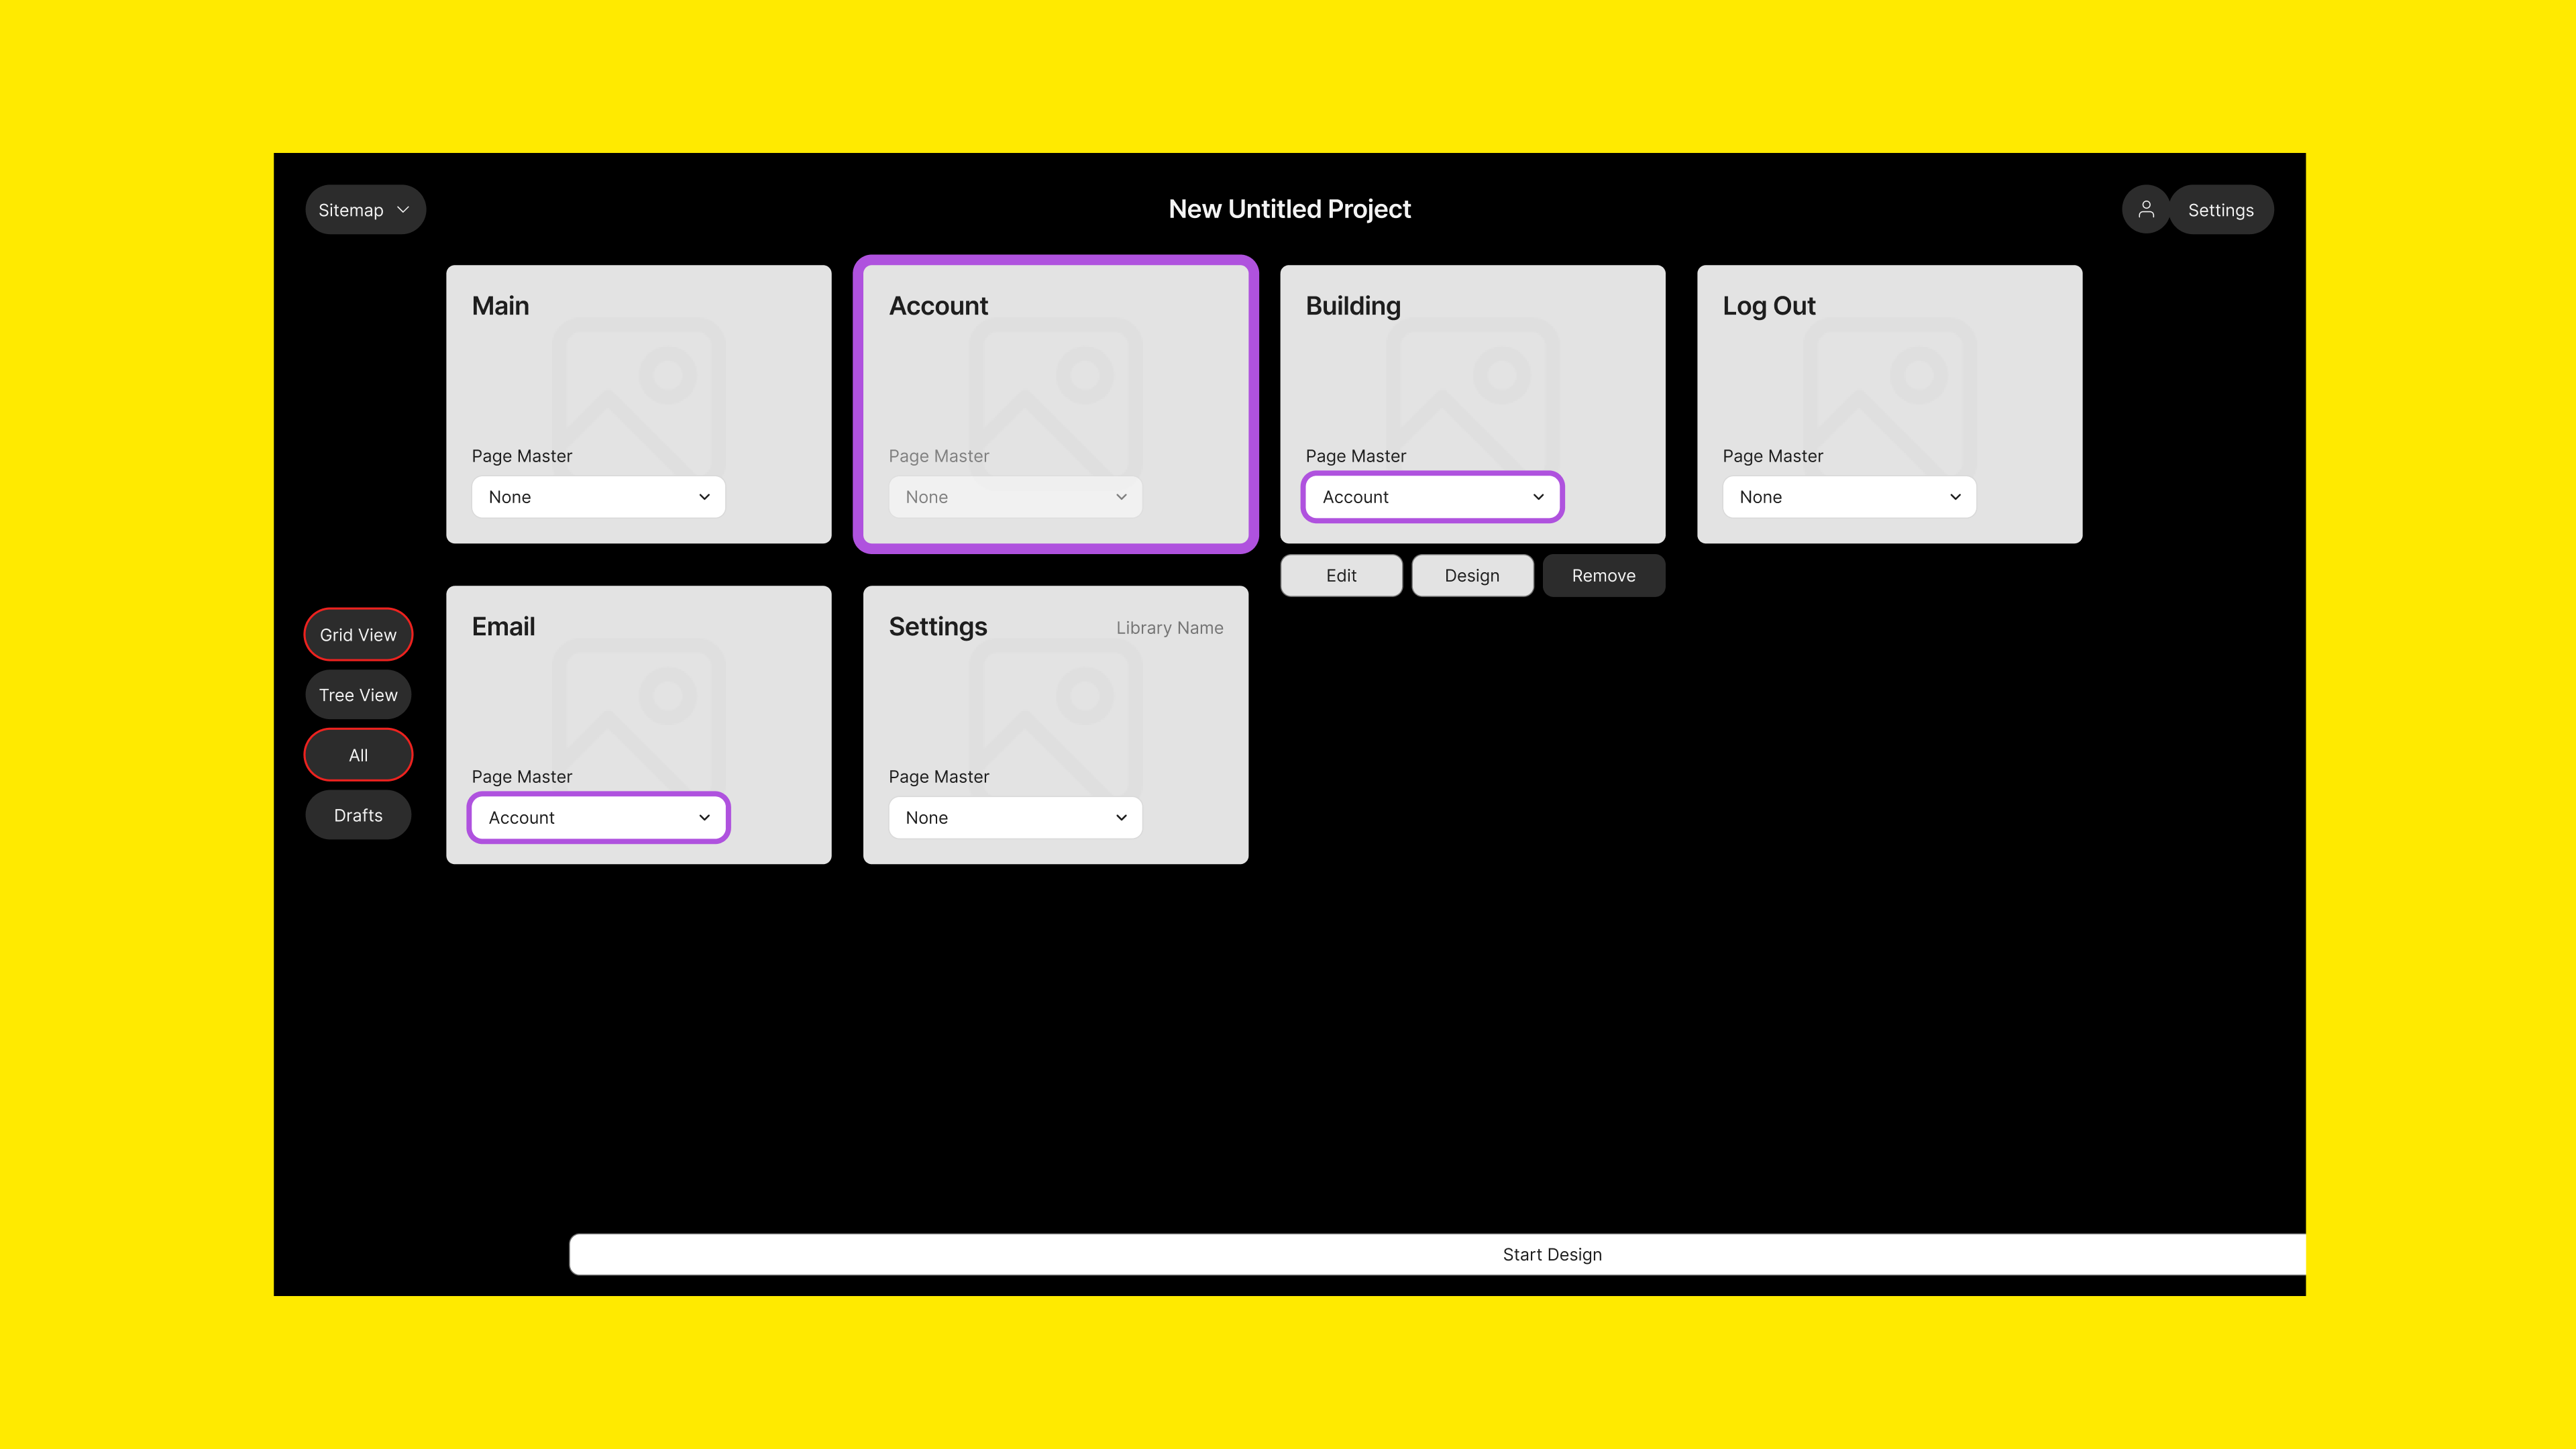 Sitemap
New Untitled Project
Settings
Main
Page Master
None
Account
Page Master
None
Building
Page Master
Account
Edit
Design
Remove
Log Out
Page Master
None
Grid View
Tree View
All
Drafts
Email
Page Master
Account
Settings
Library Name
Page Master
None
Start Design